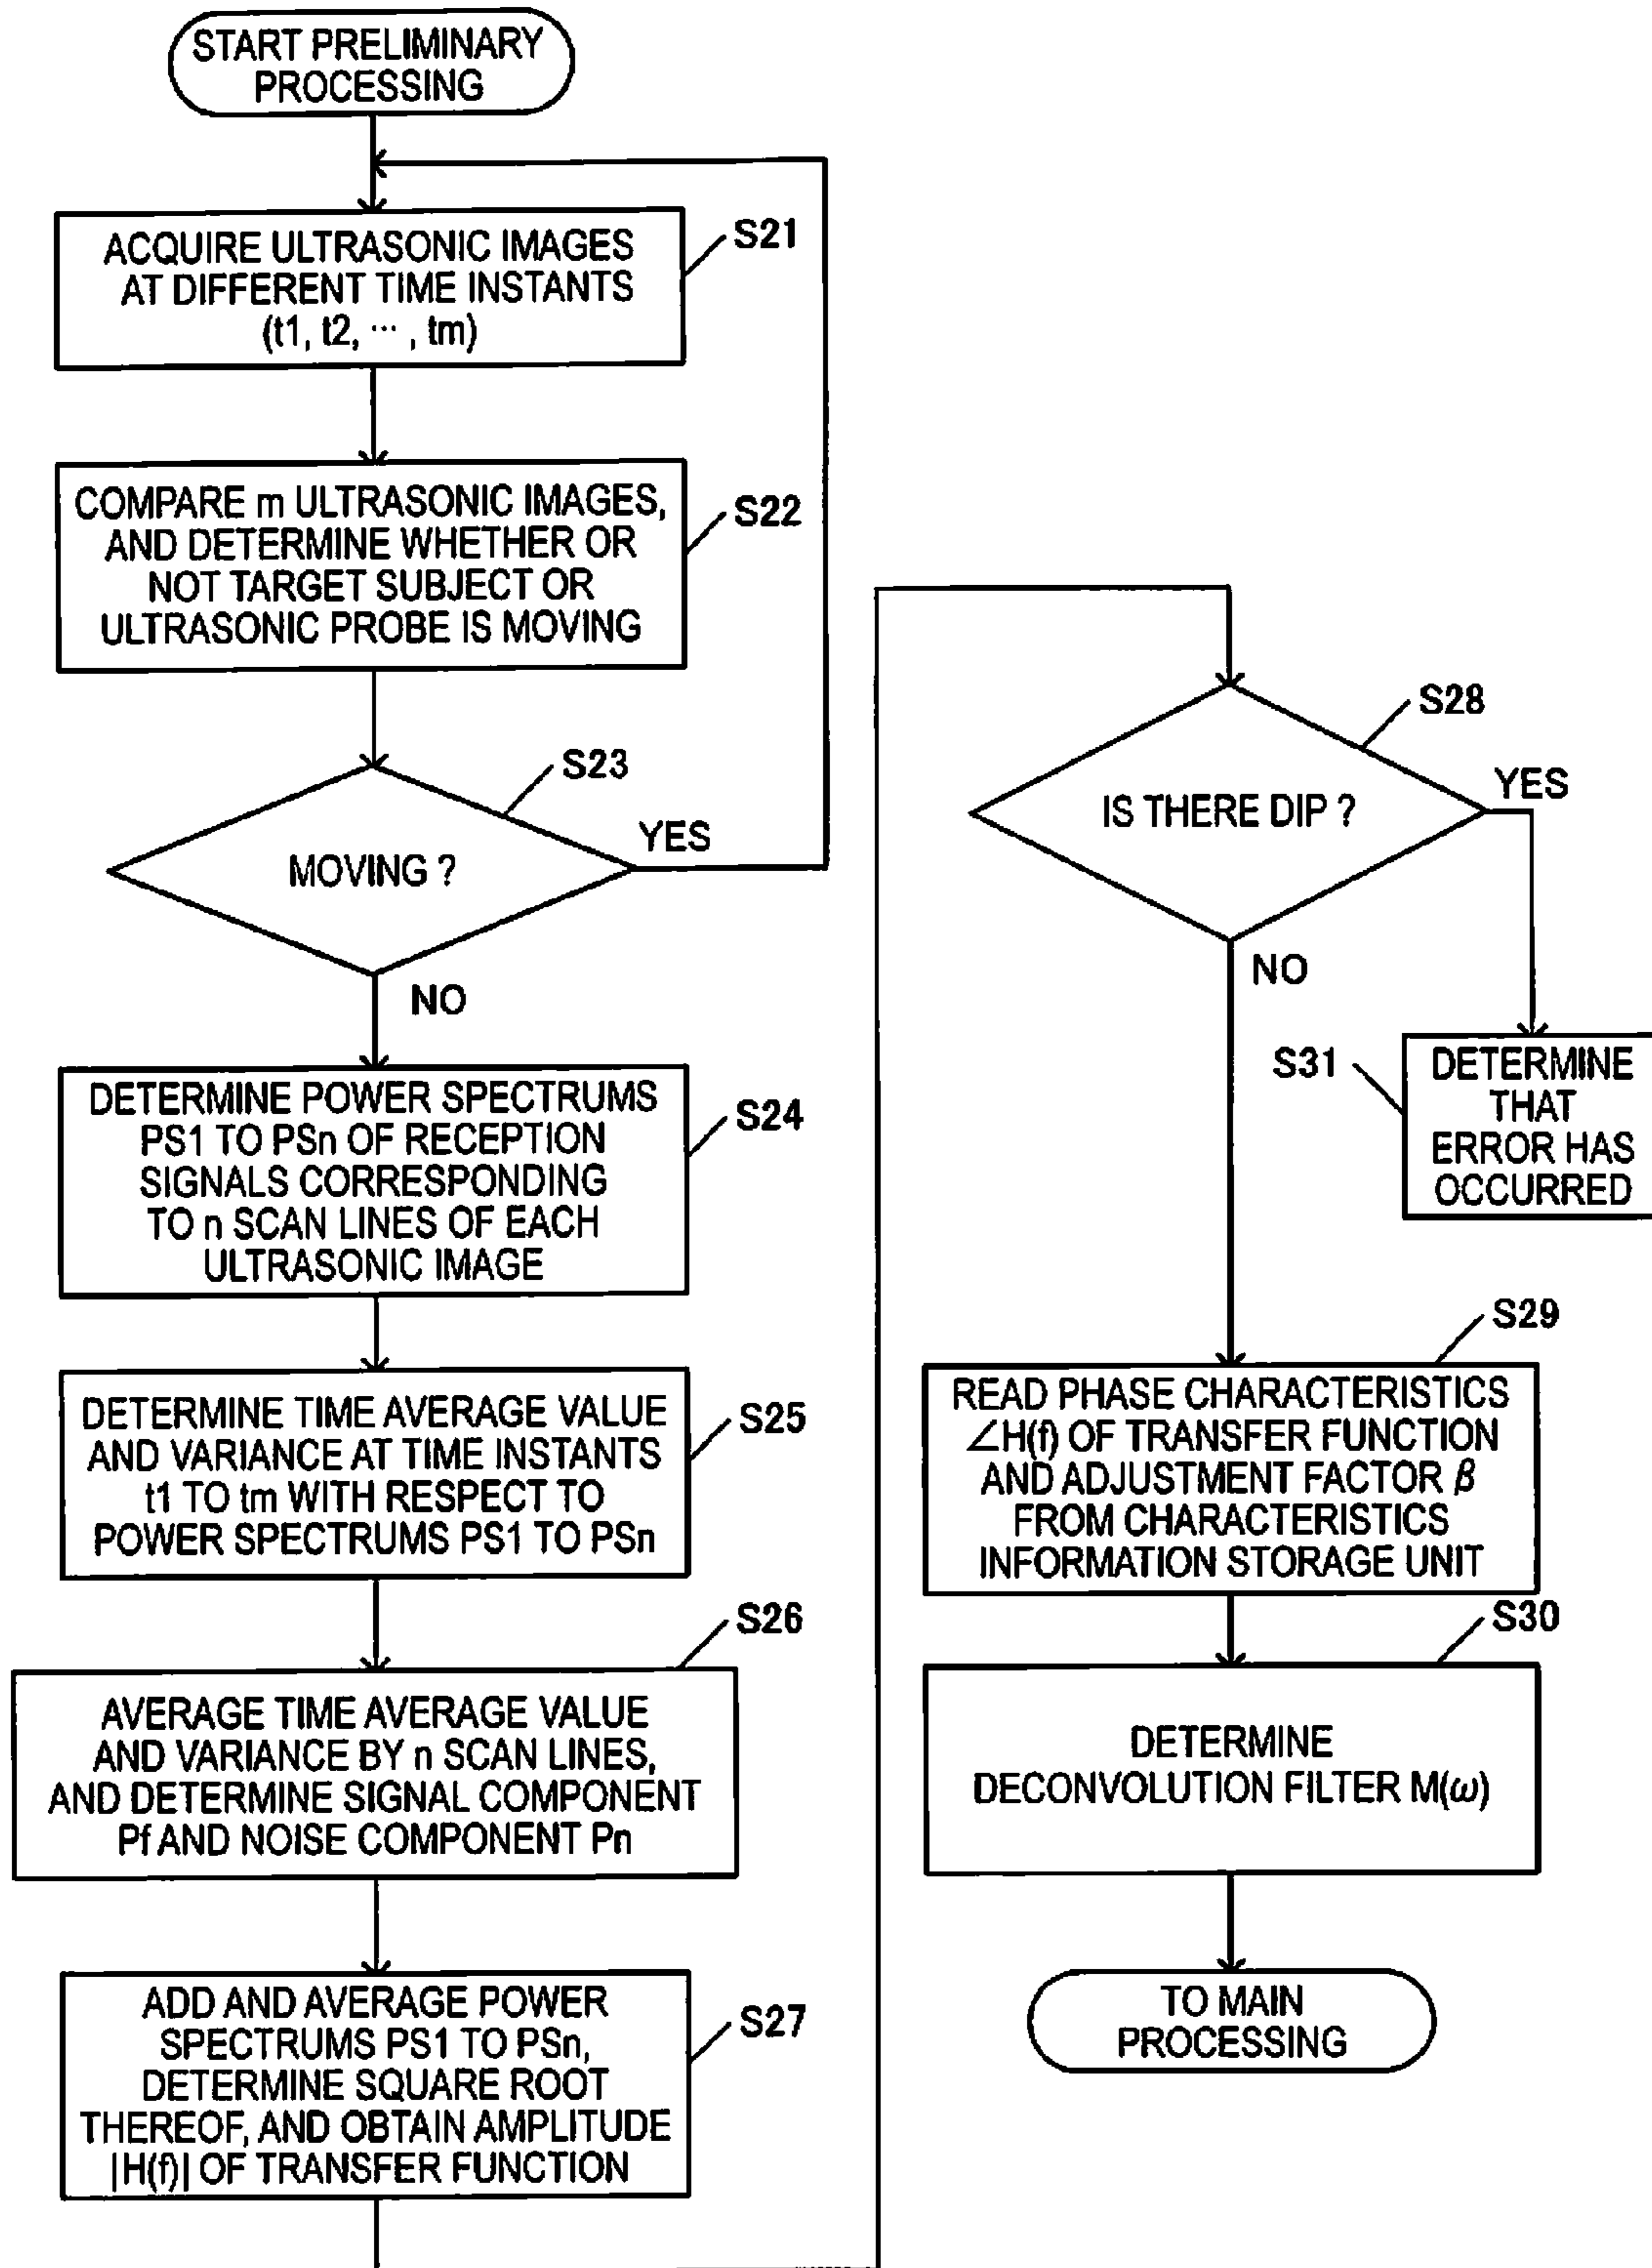 START PRELIMINARY
PROCESSING
ACQUIRE ULTRASONIC IMAGES
AT DIFFERENT TIME INSTANTS
(t1, t2, ··· , tm)
S21
COMPARE m ULTRASONIC IMAGES,
AND DETERMINE WHETHER OR
NOT TARGET SUBJECT OR
ULTRASONIC PROBE IS MOVING
S22
MOVING ?
S23
YES
NO
DETERMINE POWER SPECTRUMS
PS1 TO PSn OF RECEPTION
SIGNALS CORRESPONDING
TO n SCAN LINES OF EACH
ULTRASONIC IMAGE
S24
DETERMINE TIME AVERAGE VALUE
AND VARIANCE AT TIME INSTANTS
t1 TO tm WITH RESPECT TO
POWER SPECTRUMS PS1 TO PSn
S25
AVERAGE TIME AVERAGE VALUE
AND VARIANCE BY n SCAN LINES,
AND DETERMINE SIGNAL COMPONENT
Pf AND NOISE COMPONENT Pn
S26
ADD AND AVERAGE POWER
SPECTRUMS PS1 TO PSn,
DETERMINE SQUARE ROOT
THEREOF, AND OBTAIN AMPLITUDE
|H(f)| OF TRANSFER FUNCTION
S27
IS THERE DIP ?
S28
YES
NO
S31
DETERMINE
THAT
ERROR HAS
OCCURRED
READ PHASE CHARACTERISTICS
∠H(f) OF TRANSFER FUNCTION
AND ADJUSTMENT FACTOR β
FROM CHARACTERISTICS
INFORMATION STORAGE UNIT
S29
DETERMINE
DECONVOLUTION FILTER M(ω)
S30
TO MAIN
PROCESSING